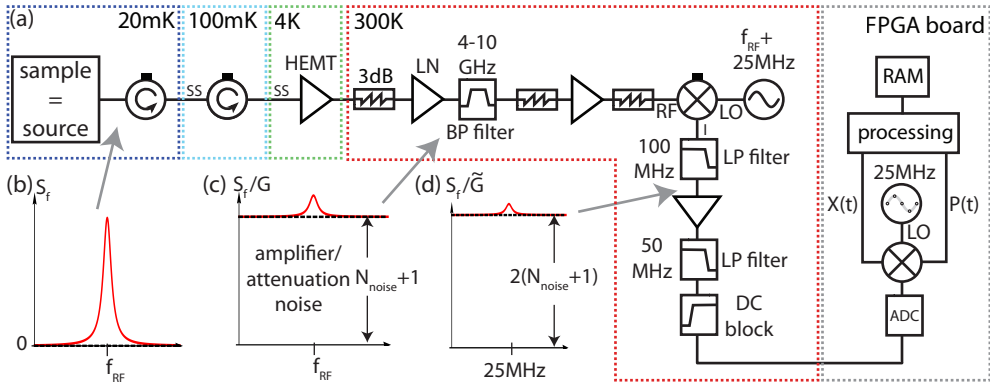 (a)
20mK
100mK
4K
300K
FPGA board
sample
=
source
SS
SS
HEMT
3dB
LN
4-10
GHz
BP filter
RF
LO
I
f_RF+
25MHz
100
MHz
LP filter
50
MHz
LP filter
DC
block
RAM
processing
25MHz
X(t)
P(t)
LO
ADC
(b)
S_f
0
f_RF
(c)
S_f/G
amplifier/
attenuation
noise
N_noise+1
f_RF
(d)
S_f/G̃
2(N_noise+1)
25MHz